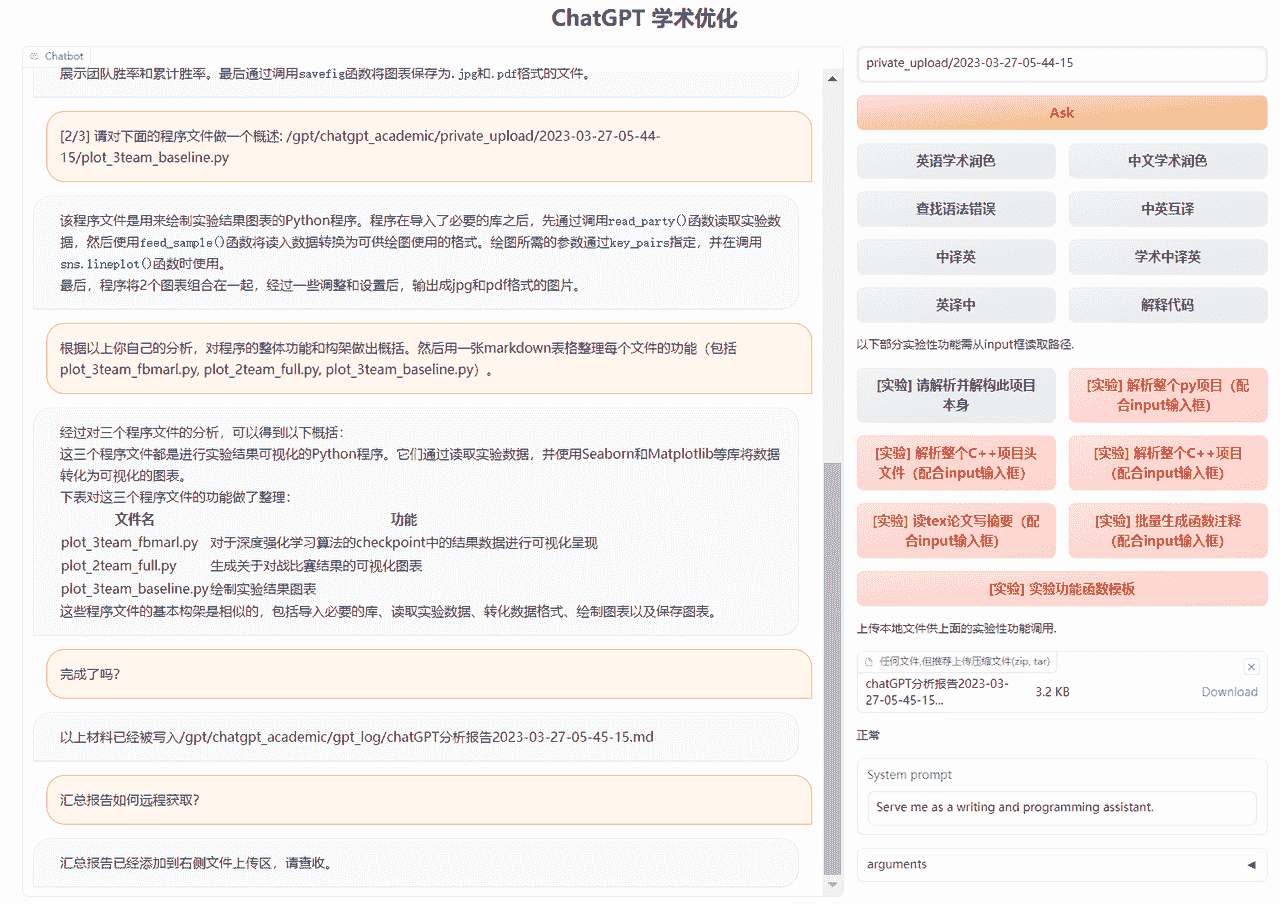 ChatGPT 学术优化
Chatbot
展示团队胜率和累计胜率。最后通过调用savefig函数将图表保存为.jpg和.pdf格式的文件。
[2/3] 请对下面的程序文件做一个概述: /gpt/chatgpt_academic/private_upload/2023-03-27-05-44-
15/plot_3team_baseline.py
该程序文件是用来绘制实验结果图表的Python程序。程序在导入了必要的库之后，先通过调用read_party()函数读取实验数
据，然后使用feed_sample()函数将读入数据转换为可供绘图使用的格式。绘图所需的参数通过key_pairs指定，并在调用
sns.lineplot()函数时使用。
最后，程序将2个图表组合在一起，经过一些调整和设置后，输出成jpg和pdf格式的图片。
根据以上你自己的分析，对程序的整体功能和构架做出概括。然后用一张markdown表格整理每个文件的功能（包括
plot_3team_fbmarl.py, plot_2team_full.py, plot_3team_baseline.py）。
经过对三个程序文件的分析，可以得到以下概括：
这三个程序文件都是进行实验结果可视化的Python程序。它们通过读取实验数据，并使用Seaborn和Matplotlib等库将数据
转化为可视化的图表。
下表对这三个程序文件的功能做了整理：
文件名 功能
plot_3team_fbmarl.py 对于深度强化学习算法的checkpoint中的结果数据进行可视化呈现
plot_2team_full.py 生成关于对战比赛结果的可视化图表
plot_3team_baseline.py 绘制实验结果图表
这些程序文件的基本构架是相似的，包括导入必要的库、读取实验数据、转化数据格式、绘制图表以及保存图表。
完成了吗？
以上材料已经被写入/gpt/chatgpt_academic/gpt_log/chatGPT分析报告2023-03-27-05-45-15.md
汇总报告如何远程获取？
汇总报告已经添加到右侧文件上传区，请查收。
private_upload/2023-03-27-05-44-15
Ask
英语学术润色 中文学术润色
查找语法错误 中英互译
中译英 学术中译英
英译中 解释代码
以下部分实验性功能需从input框读取路径.
[实验] 请解析并解构此项目
本身
[实验] 解析整个py项目（配
合input输入框）
[实验] 解析整个C++项目头
文件（配合input输入框）
[实验] 解析整个C++项目
（配合input输入框）
[实验] 读tex论文写摘要（配
合input输入框）
[实验] 批量生成函数注释
（配合input输入框）
[实验] 实验功能函数模板
上传本地文件供上面的实验性功能调用.
任何文件,但推荐上传压缩文件(zip, tar)
chatGPT分析报告2023-03-
27-05-45-15... 3.2 KB Download
正常
System prompt
Serve me as a writing and programming assistant.
arguments